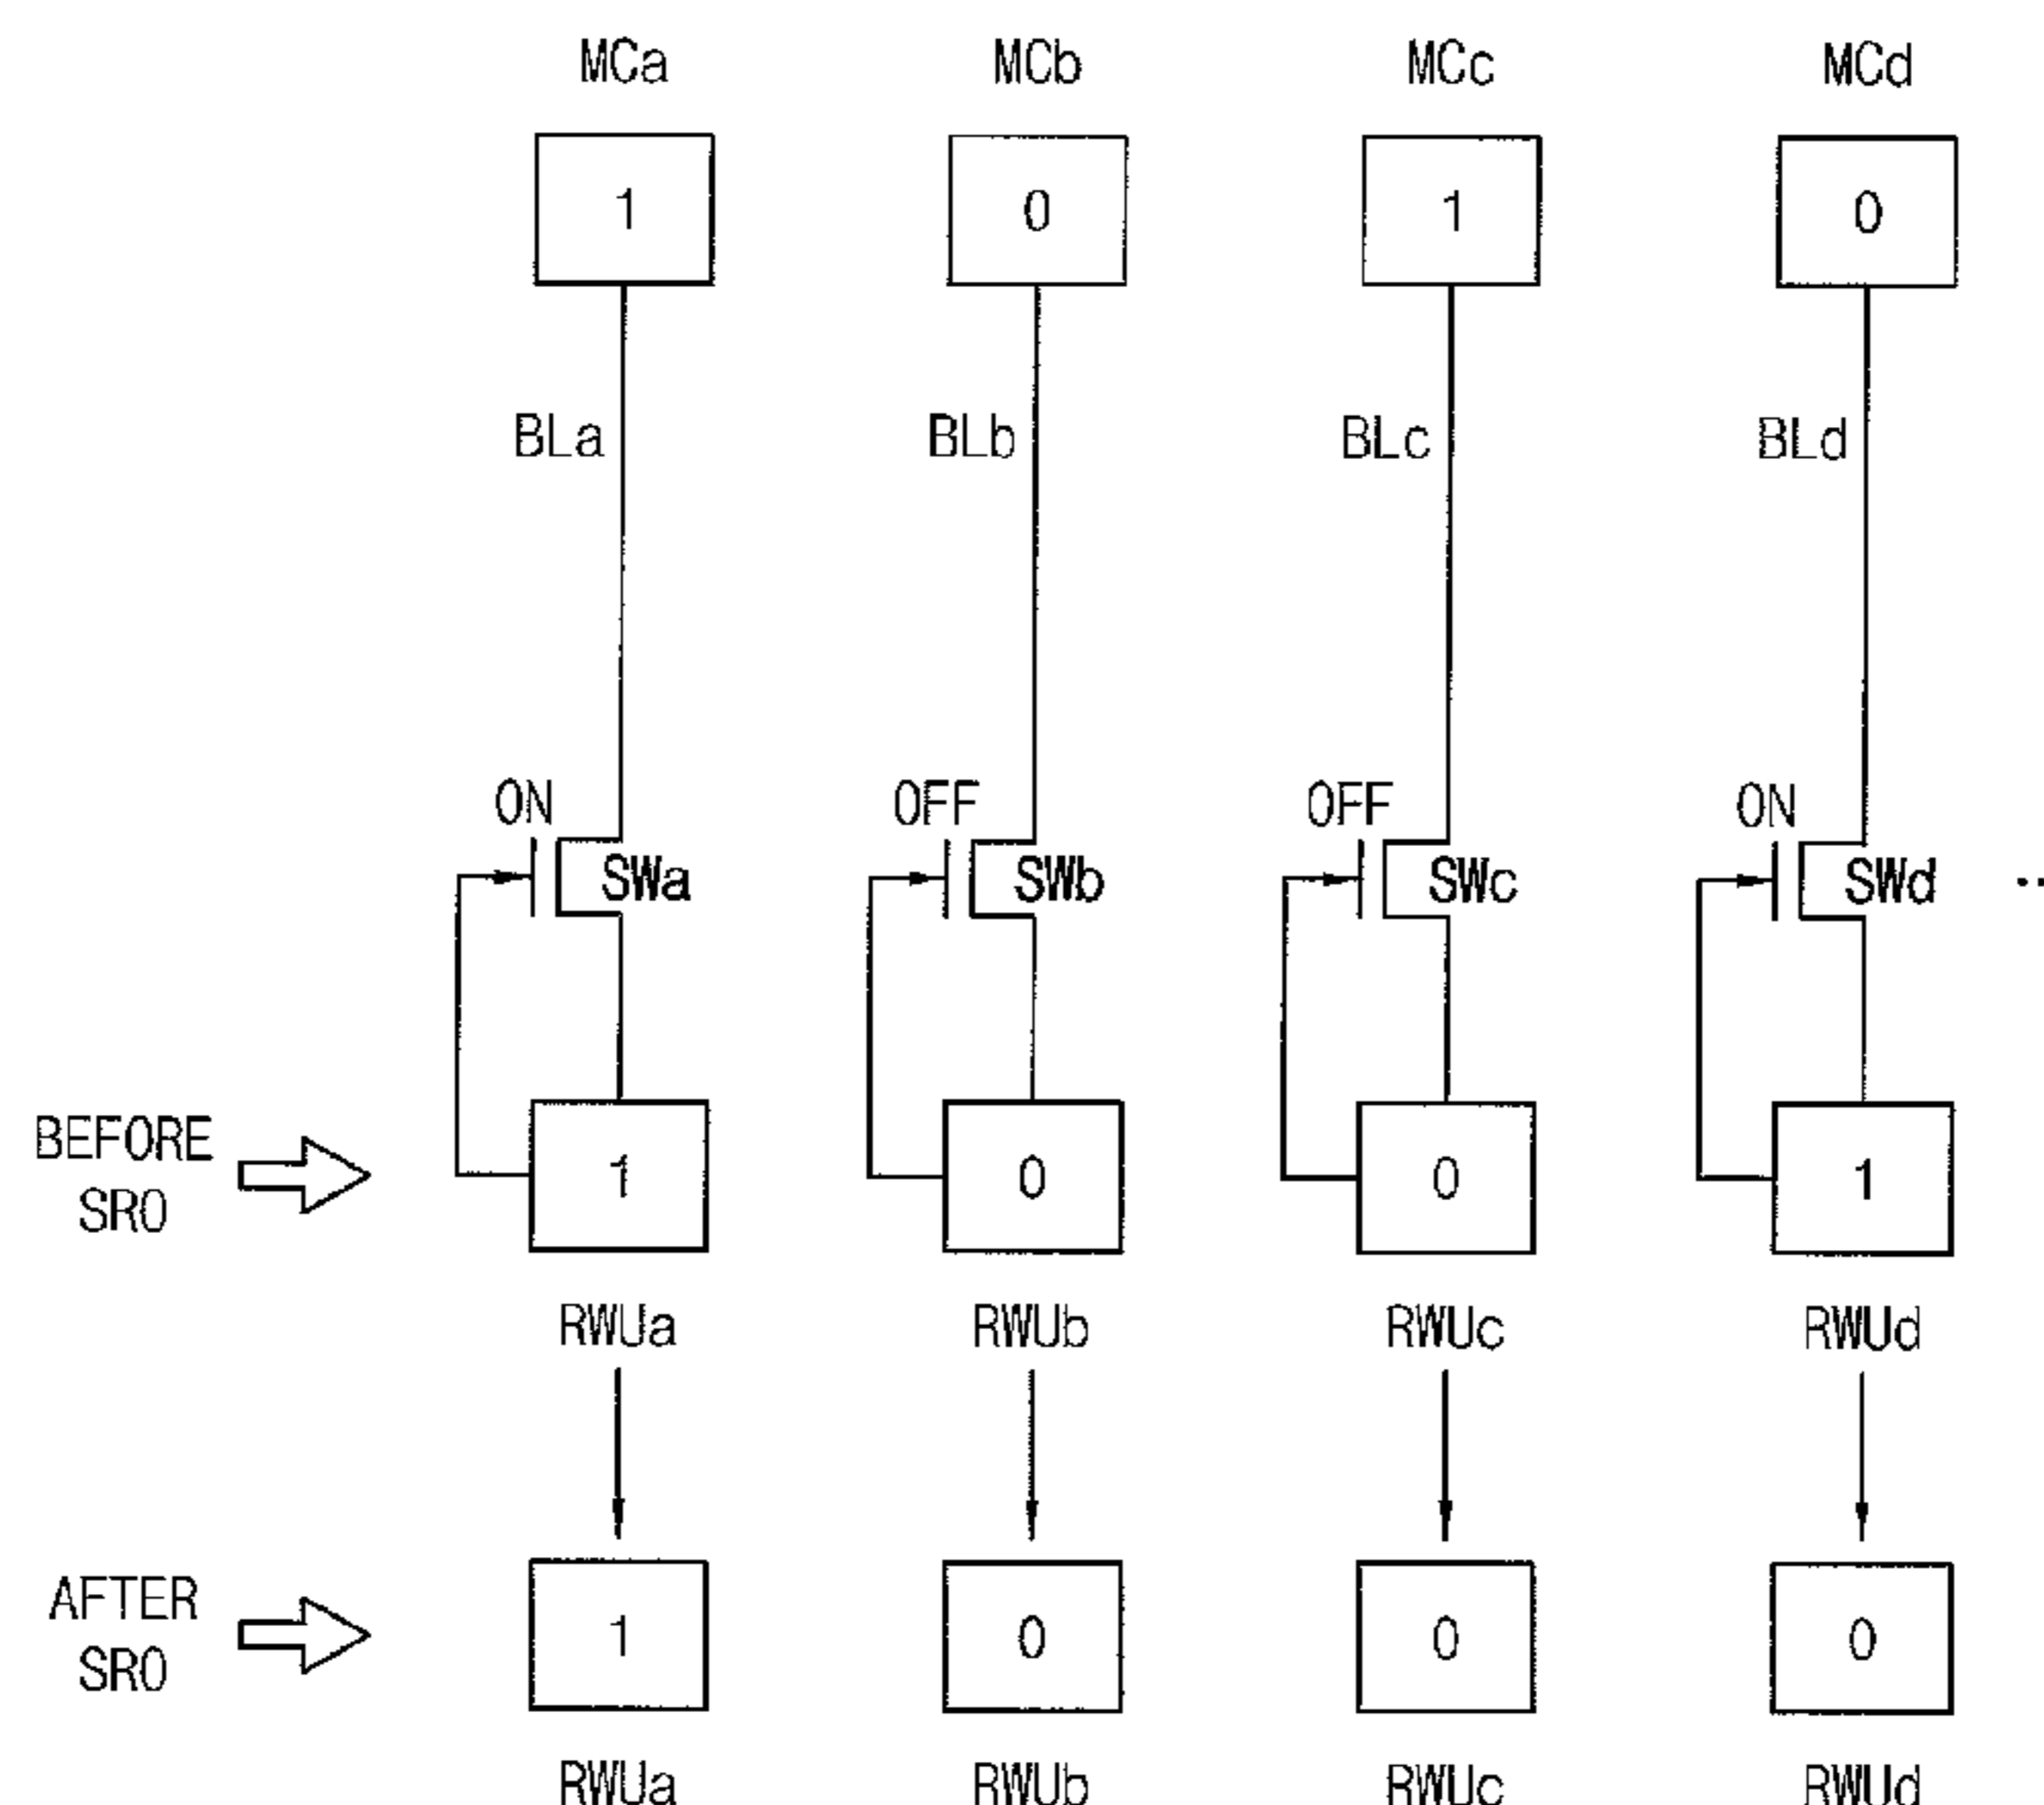 MCa MCb MCc MCd
1 0 1 0
BLa BLb BLc BLd
ON OFF OFF ON
SWa SWb SWc SWd ..
BEFORE
SRO
1 0 0 1
RWUa RWUb RWUc RWUd
AFTER
SRO
1 0 0 0
RWUa RWUb RWUc RWUd